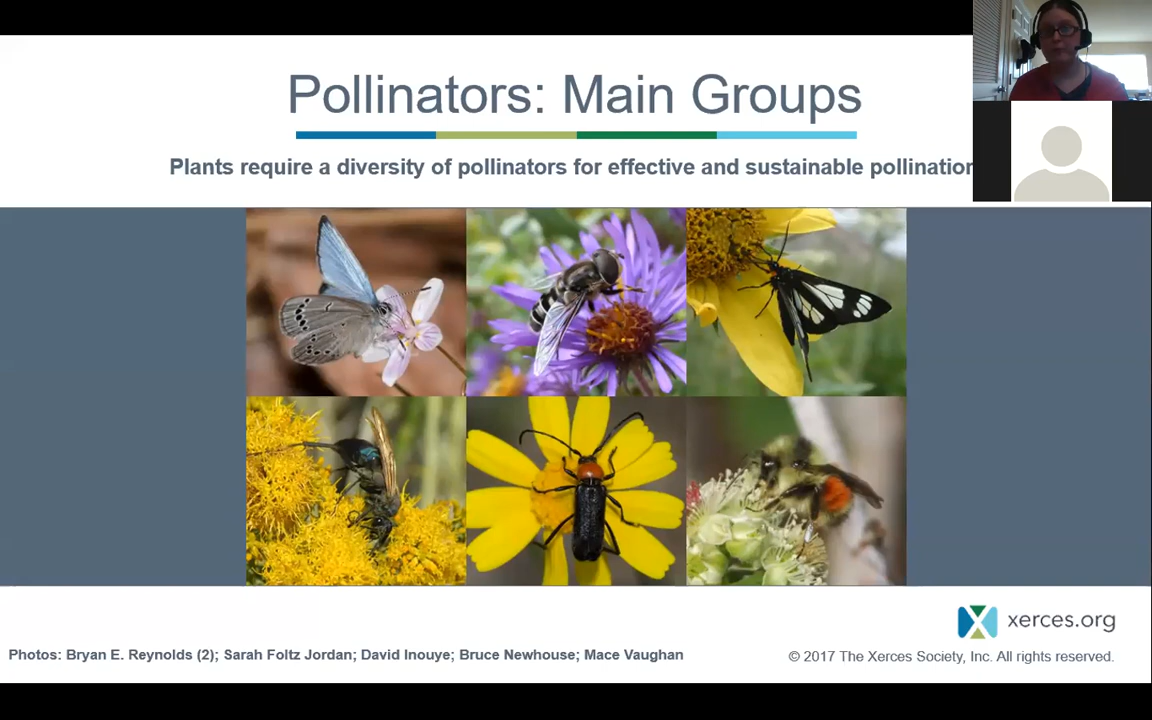 Pollinators: Main Groups
Plants require a diversity of pollinators for effective and sustainable pollination
xerces.org
Photos: Bryan E. Reynolds (2); Sarah Foltz Jordan; David Inouye; Bruce Newhouse; Mace Vaughan
© 2017 The Xerces Society, Inc. All rights reserved.